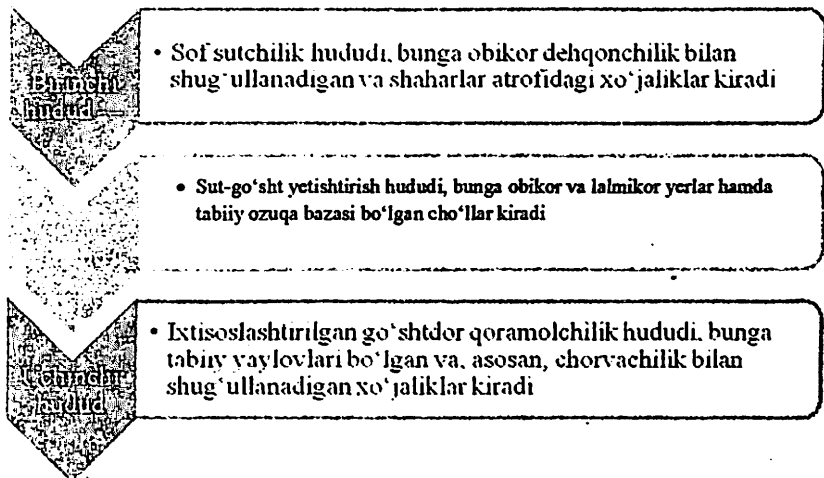 Birinchi
hudud —
• Sof sutchilik hududi, bunga obikor dehqonchilik bilan
shug‘ullanadigan va shaharlar atrofidagi xo‘jaliklar kiradi
• Sut-go‘sht yetishtirish hududi, bunga obikor va lalmikor yerlar hamda
tabiiy ozuqa bazasi bo‘lgan cho‘llar kiradi
Uchinchi
hudud
• Ixtisoslashtirilgan go‘shtdor qoramolchilik hududi, bunga
tabiiy yaylovlari bo‘lgan va, asosan, chorvachilik bilan
shug‘ullanadigan xo‘jaliklar kiradi